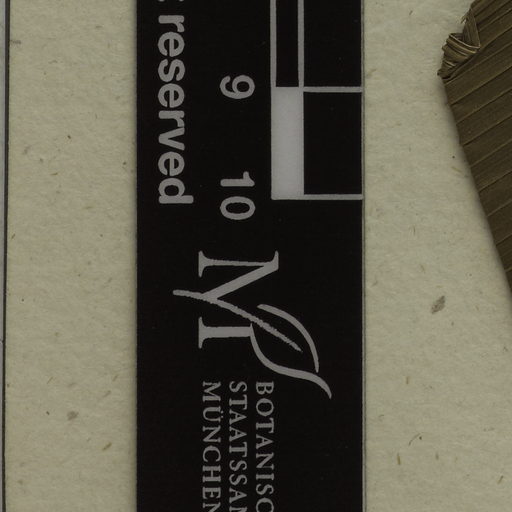 reserved
9 10
M
BOTANISC
STAATSSAM
MÜNCHEN